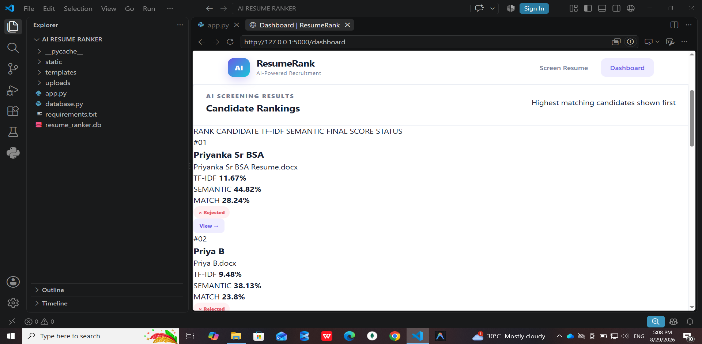 File Edit Selection View Go Run ... AI RESUME RANKER Sign In
Explorer ...
app.py Dashboard | ResumeRank
http://127.0.0.1:5000/dashboard
AI RESUME RANKER
__pycache__
static
templates
uploads
app.py
database.py
requirements.txt
resume_ranker.db
Outline
Timeline
AI
ResumeRank
AI-Powered Recruitment
Screen Resume
Dashboard
AI SCREENING RESULTS
Candidate Rankings
Highest matching candidates shown first
RANK CANDIDATE TF-IDF SEMANTIC FINAL SCORE STATUS
#01
Priyanka Sr BSA
Priyanka Sr BSA Resume.docx
TF-IDF 11.67%
SEMANTIC 44.82%
MATCH 28.24%
× Rejected
View →
#02
Priya B
Priya B.docx
TF-IDF 9.48%
SEMANTIC 38.13%
MATCH 23.8%
× Rejected
0 0
Type here to search
30°C Mostly cloudy
ENG
8/29/2026